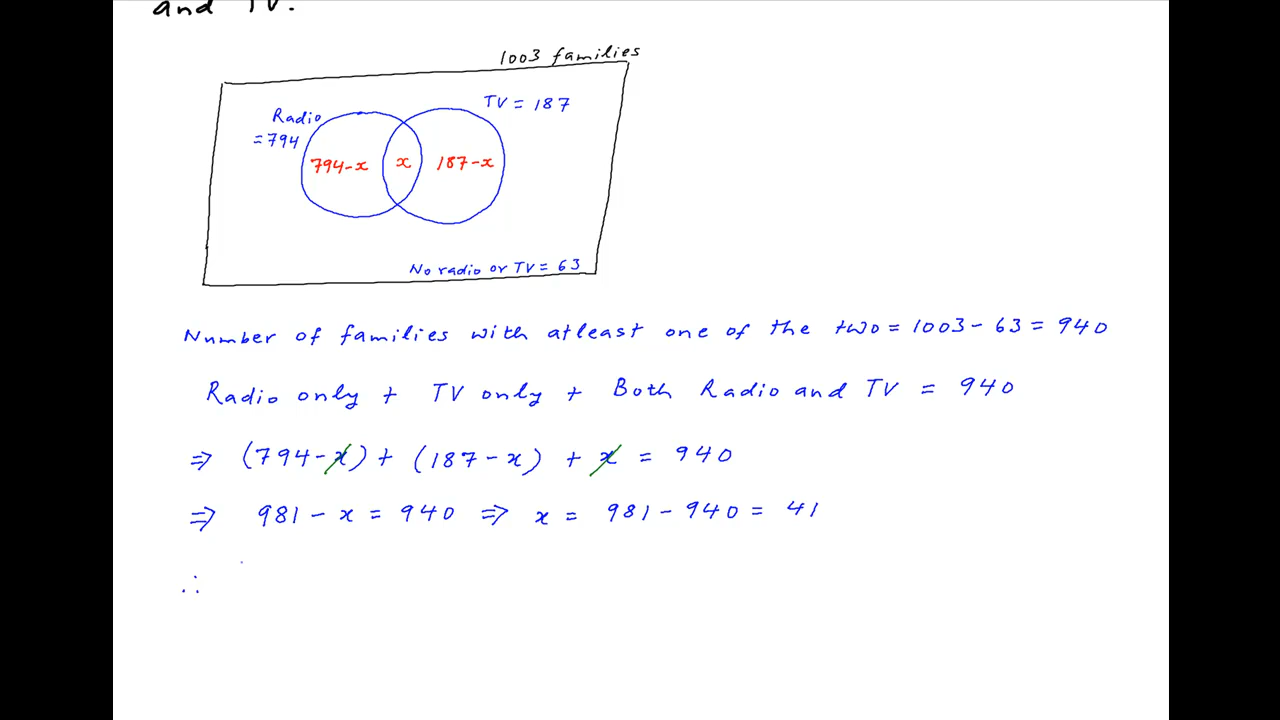 and TV.
1003 families
Radio
= 794
TV = 187
794-x
x
187-x
No radio or TV = 63
Number of families with atleast one of the two = 1003 - 63 = 940
Radio only + TV only + Both Radio and TV = 940
⇒ (794-x) + (187-x) + x = 940
⇒ 981 - x = 940 ⇒ x = 981 - 940 = 41
∴